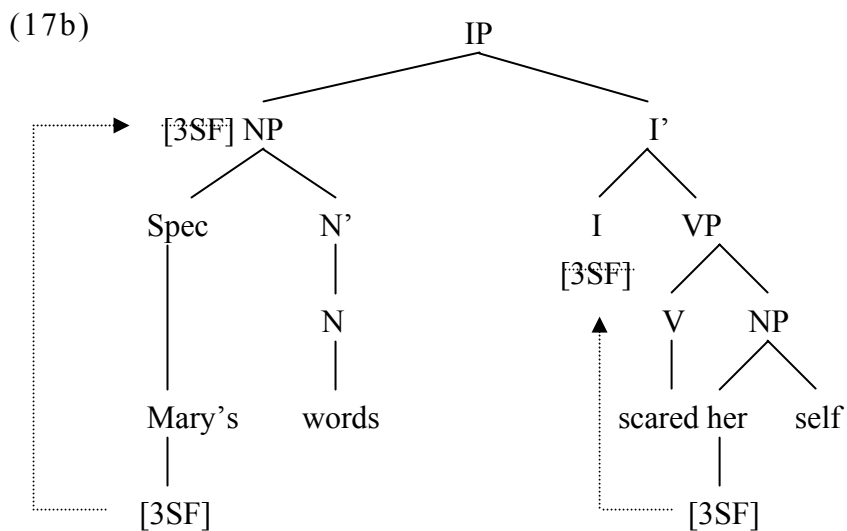 (17b)
IP
[3SF] NP I’
Spec N’ I VP
[3SF]
N V NP
Mary’s words scared her self
[3SF] [3SF]